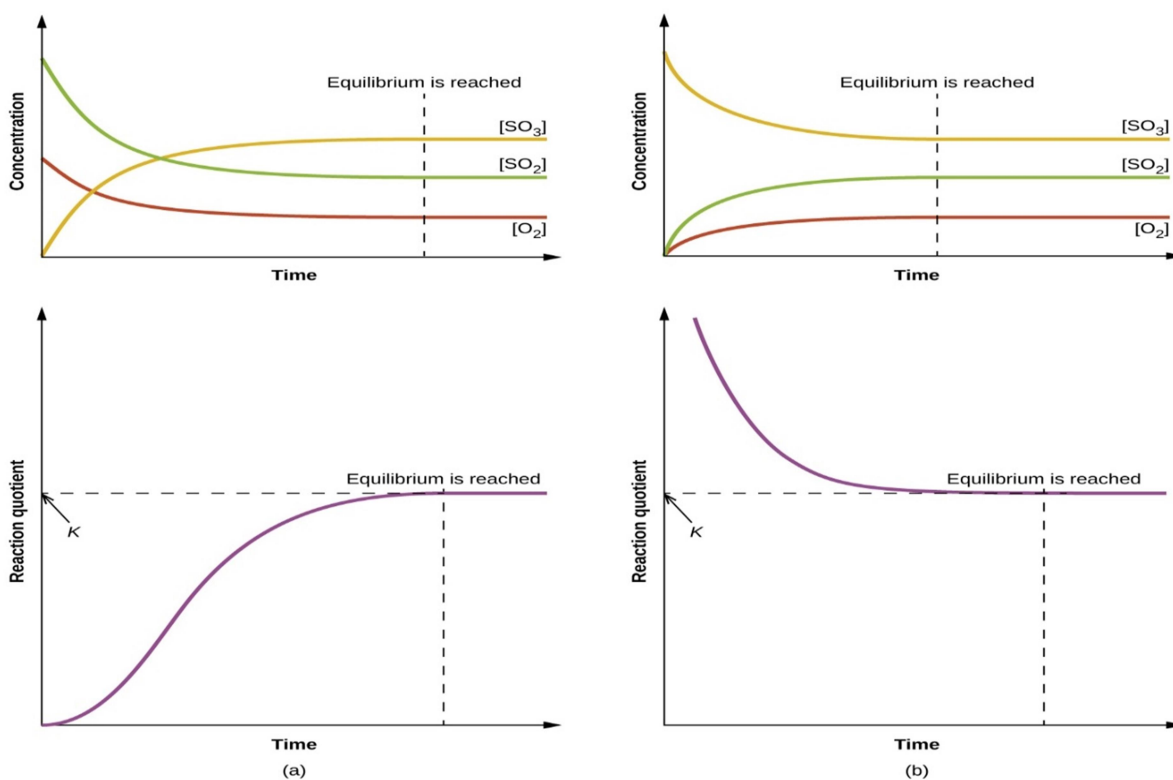 Concentration
Equilibrium is reached
[SO3]
[SO2]
[O2]
Time
Concentration
Equilibrium is reached
[SO3]
[SO2]
[O2]
Time
Reaction quotient
Equilibrium is reached
K
Time
(a)
Reaction quotient
Equilibrium is reached
K
Time
(b)